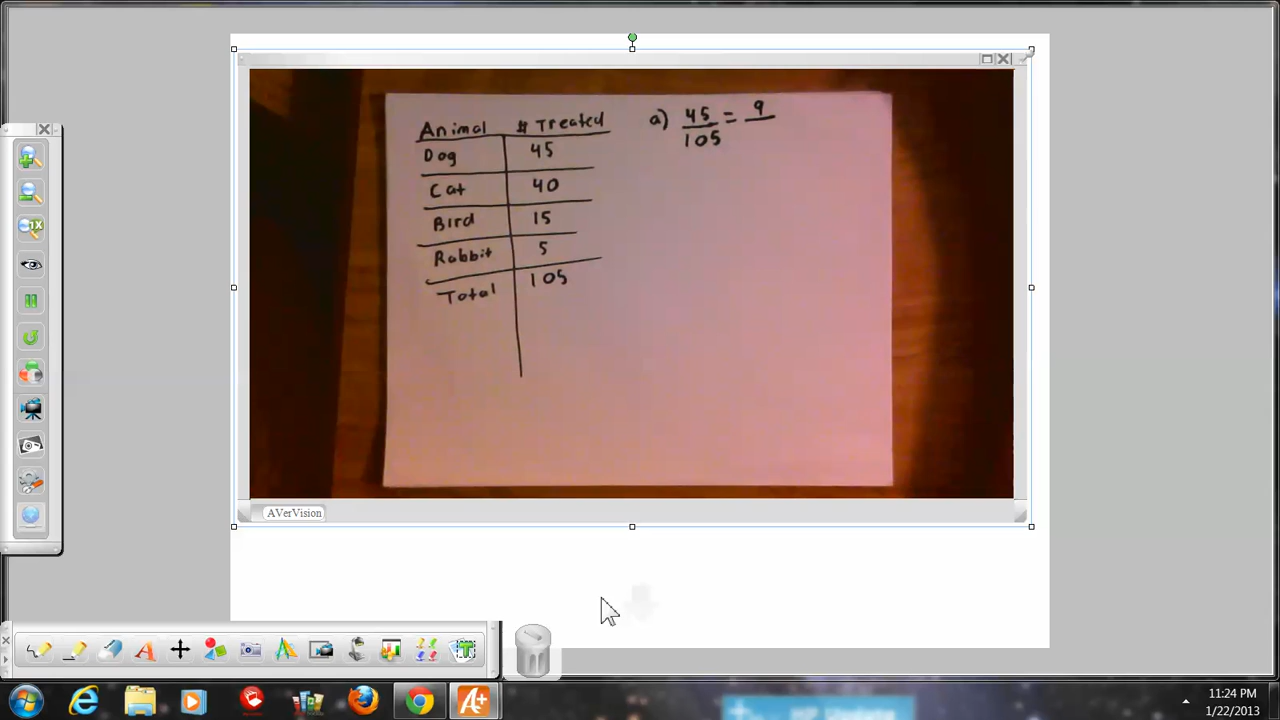 Animal # Treated
Dog 45
Cat 40
Bird 15
Rabbit 5
Total 105
a) 45/105 = 9/
AVerVision
11:24 PM
1/22/2013